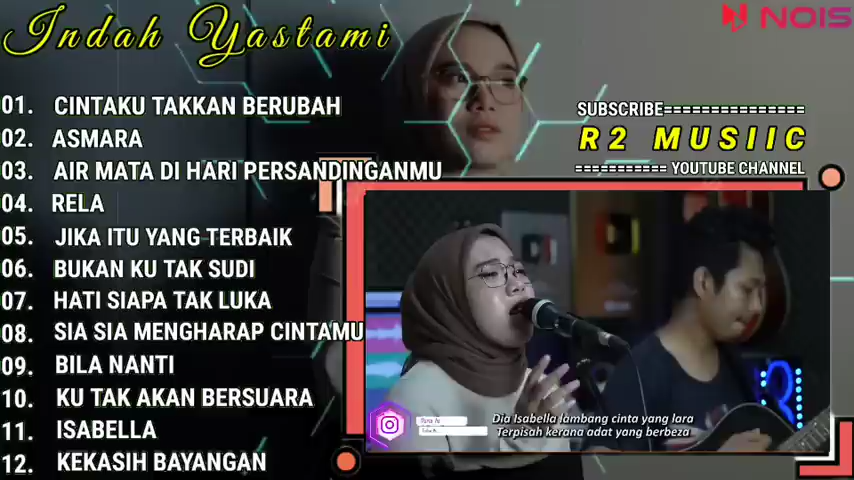 Indah Yastami
NOIS
01. CINTAKU TAKKAN BERUBAH
02. ASMARA
03. AIR MATA DI HARI PERSANDINGANMU
04. RELA
05. JIKA ITU YANG TERBAIK
06. BUKAN KU TAK SUDI
07. HATI SIAPA TAK LUKA
08. SIA SIA MENGHARAP CINTAMU
09. BILA NANTI
10. KU TAK AKAN BERSUARA
11. ISABELLA
12. KEKASIH BAYANGAN
SUBSCRIBE===============
R2 MUSIIC
=========== YOUTUBE CHANNEL
Dia Isabella lambang cinta yang lara
Terpisah kerana adat yang berbeza